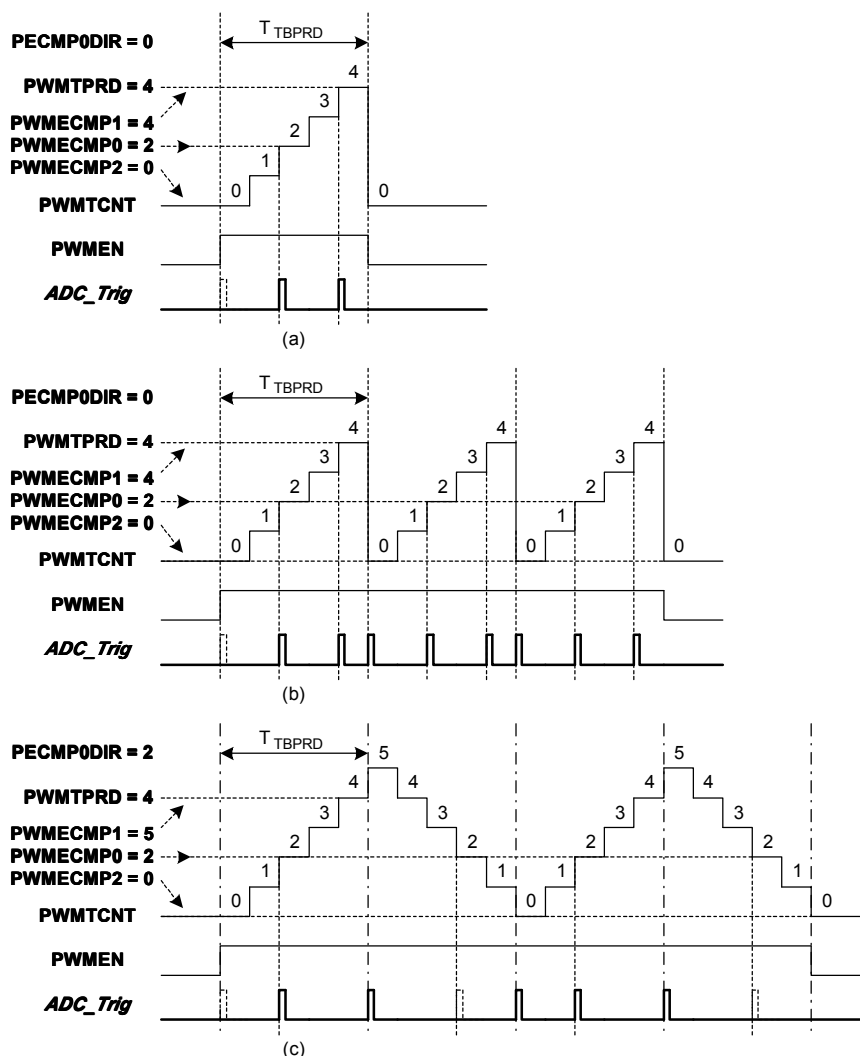 T TBPRD
PECMP0DIR = 0
PWMTPRD = 4
PWMECMP1 = 4
PWMECMP0 = 2
PWMECMP2 = 0
PWMTCNT
0 1 2 3 4 0
PWMEN
ADC_Trig
(a)
T TBPRD
PECMP0DIR = 0
PWMTPRD = 4
PWMECMP1 = 4
PWMECMP0 = 2
PWMECMP2 = 0
PWMTCNT
0 1 2 3 4 0 1 2 3 4 0 1 2 3 4 0
PWMEN
ADC_Trig
(b)
T TBPRD
PECMP0DIR = 2
PWMTPRD = 4
PWMECMP1 = 5
PWMECMP0 = 2
PWMECMP2 = 0
PWMTCNT
0 1 2 3 4 5 4 3 2 1 0 1 2 3 4 5 4 3 2 1 0
PWMEN
ADC_Trig
(c)